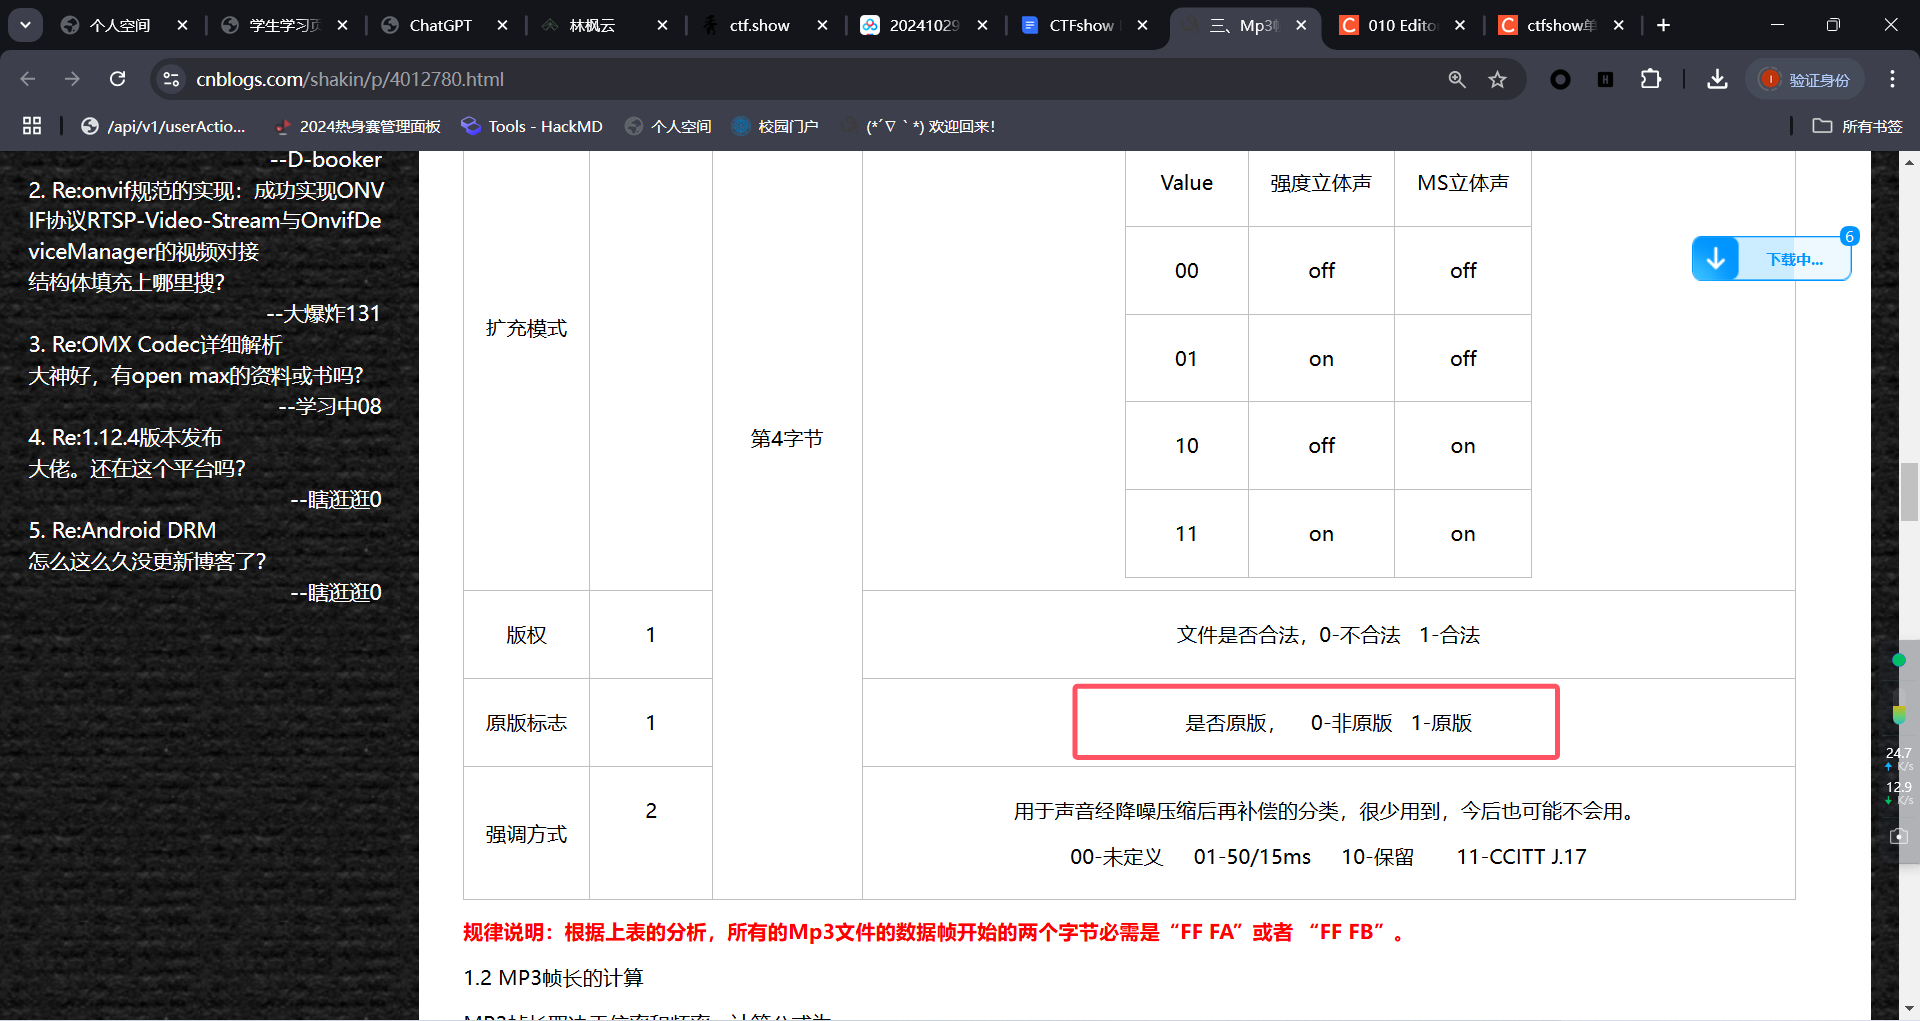 个人空间
学生学习页
ChatGPT
林枫云
ctf.show
20241029
CTFshow
三、Mp3帧
010 Edito
ctfshow单
cnblogs.com/shakin/p/4012780.html
验证身份
/api/v1/userActio...
2024热身赛管理面板
Tools - HackMD
个人空间
校园门户
(*´∇｀*) 欢迎回来！
所有书签
--D-booker
2. Re:onvif规范的实现：成功实现ONV
IF协议RTSP-Video-Stream与OnvifDe
viceManager的视频对接
结构体填充上哪里搜？
--大爆炸131
3. Re:OMX Codec详细解析
大神好，有open max的资料或书吗？
--学习中08
4. Re:1.12.4版本发布
大佬。还在这个平台吗？
--瞎逛逛0
5. Re:Android DRM
怎么这么久没更新博客了？
--瞎逛逛0
扩充模式
第4字节
Value 强度立体声 MS立体声
00 off off
01 on off
10 off on
11 on on
版权 1 文件是否合法，0-不合法 1-合法
原版标志 1 是否原版， 0-非原版 1-原版
强调方式 2 用于声音经降噪压缩后再补偿的分类，很少用到，今后也可能不会用。
00-未定义 01-50/15ms 10-保留 11-CCITT J.17
规律说明：根据上表的分析，所有的Mp3文件的数据帧开始的两个字节必需是“FF FA”或者 “FF FB”。
1.2 MP3帧长的计算
6
下载中...
24.7
K/s
12.9
K/s